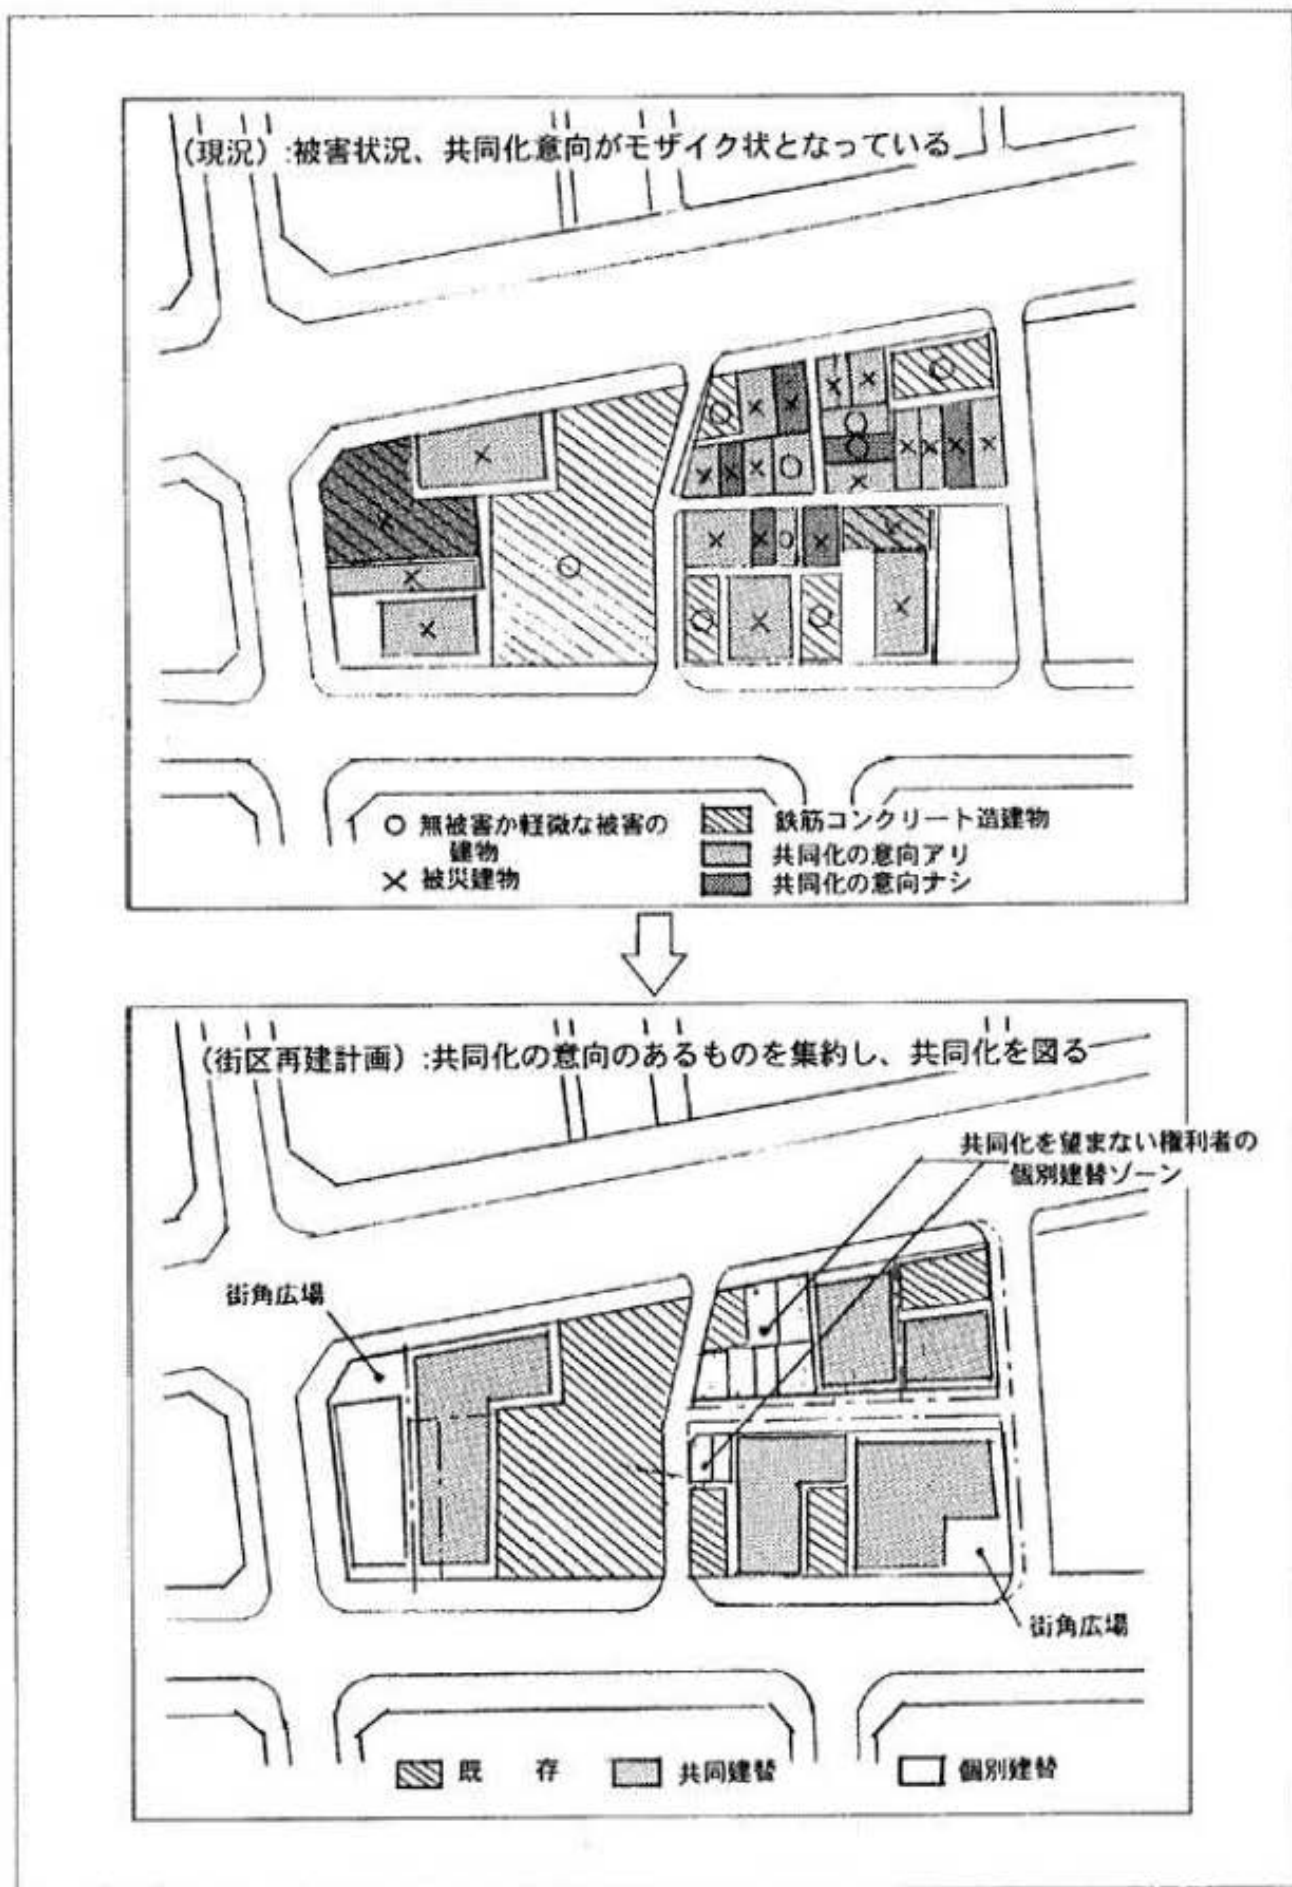 (現況):被害状況、共同化意向がモザイク状となっている
○ 無被害か軽微な被害の
建物
× 被災建物
鉄筋コンクリート造建物
共同化の意向アリ
共同化の意向ナシ
(街区再建計画):共同化の意向のあるものを集約し、共同化を図る
共同化を望まない権利者の
個別建替ゾーン
街角広場
街角広場
既 存
共同建替
個別建替